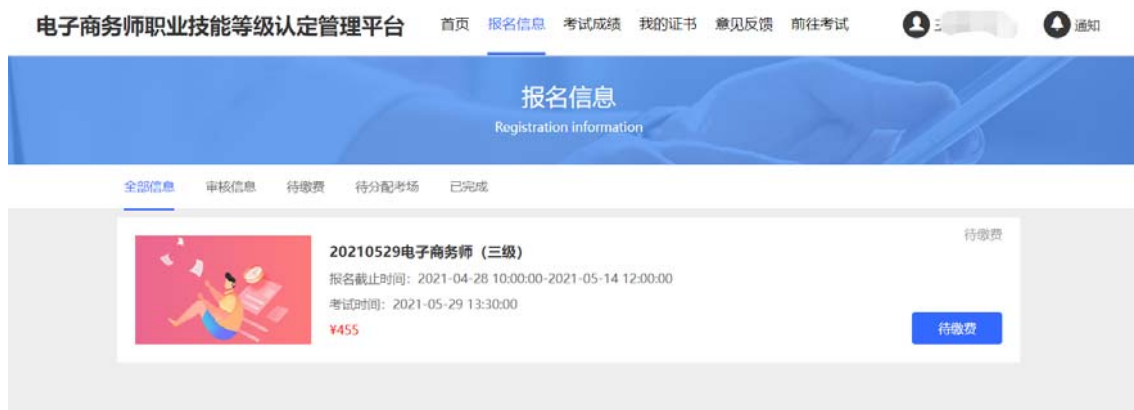 电子商务师职业技能等级认定管理平台 首页 报名信息 考试成绩 我的证书 意见反馈 前往考试 通知
报名信息
Registration information
全部信息 审核信息 待缴费 待分配考场 已完成
待缴费
20210529电子商务师（三级）
报名截止时间：2021-04-28 10:00:00-2021-05-14 12:00:00
考试时间：2021-05-29 13:30:00
¥455
待缴费